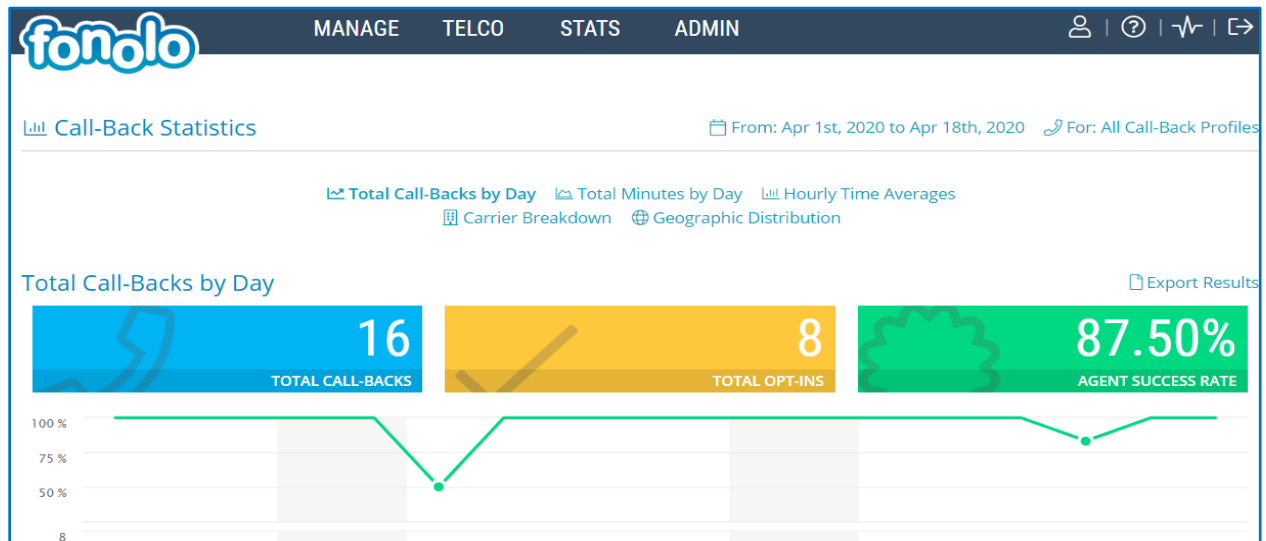 fonolo MANAGE TELCO STATS ADMIN
Call-Back Statistics From: Apr 1st, 2020 to Apr 18th, 2020 For: All Call-Back Profiles
Total Call-Backs by Day Total Minutes by Day Hourly Time Averages
Carrier Breakdown Geographic Distribution
Total Call-Backs by Day Export Results
16 8 87.50%
TOTAL CALL-BACKS TOTAL OPT-INS AGENT SUCCESS RATE
100 %
75 %
50 %
8